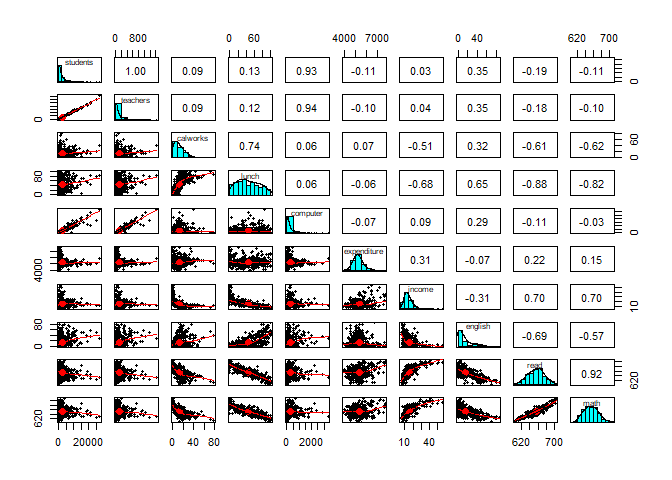 0 800 0 60 4000 7000 0 40 620 700
students 1.00 0.09 0.13 0.93 -0.11 0.03 0.35 -0.19 -0.11 0
0 teachers 0.09 0.12 0.94 -0.10 0.04 0.35 -0.18 -0.10
calworks 0.74 0.06 0.07 -0.51 0.32 -0.61 -0.62 0 60
0 80 lunch 0.06 -0.06 -0.68 0.65 -0.88 -0.82
computer -0.07 0.09 0.29 -0.11 -0.03 0
4000 expenditure 0.31 -0.07 0.22 0.15
income -0.31 0.70 0.70 10
0 80 english -0.69 -0.57
read 0.92 620
620 math
0 20000 0 40 80 0 2000 10 40 620 700